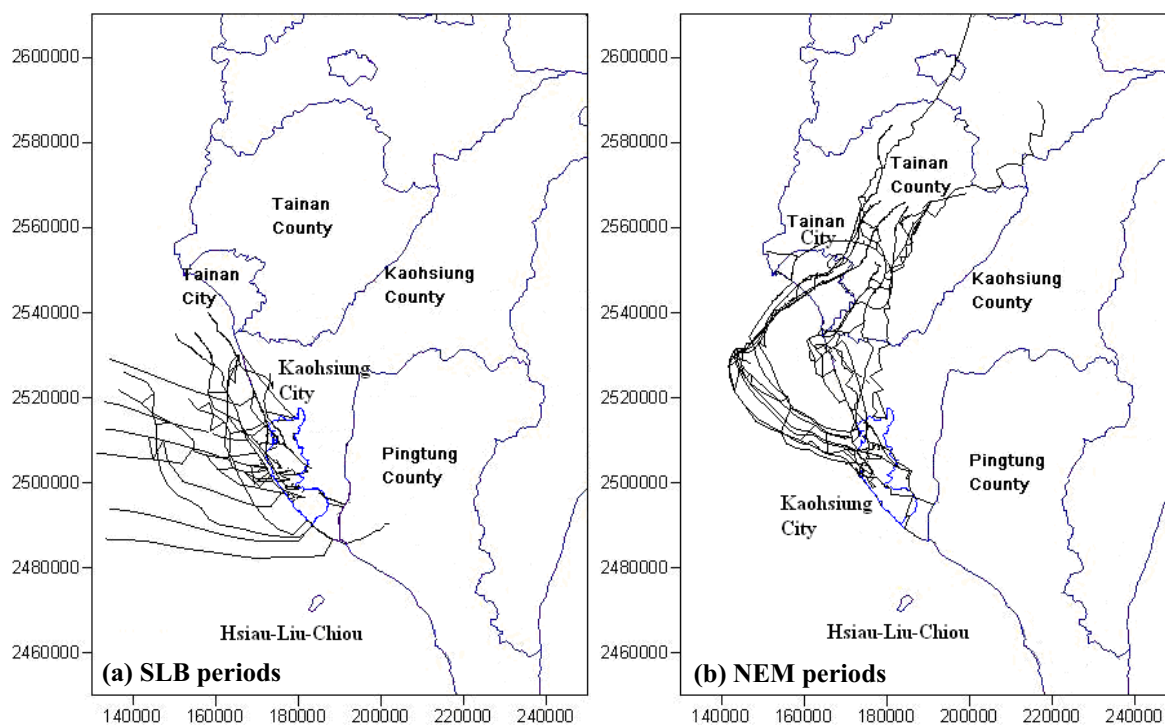 2600000
2580000
2560000
2540000
2520000
2500000
2480000
2460000
Tainan
County
Tainan
City
Kaohsiung
County
Kaohsiung
City
Pingtung
County
Hsiau-Liu-Chiou
(a) SLB periods
140000 160000 180000 200000 220000 240000
2600000
2580000
2560000
2540000
2520000
2500000
2480000
2460000
Tainan
County
Tainan
City
Kaohsiung
County
Pingtung
County
Kaohsiung
City
Hsiau-Liu-Chiou
(b) NEM periods
140000 160000 180000 200000 220000 240000